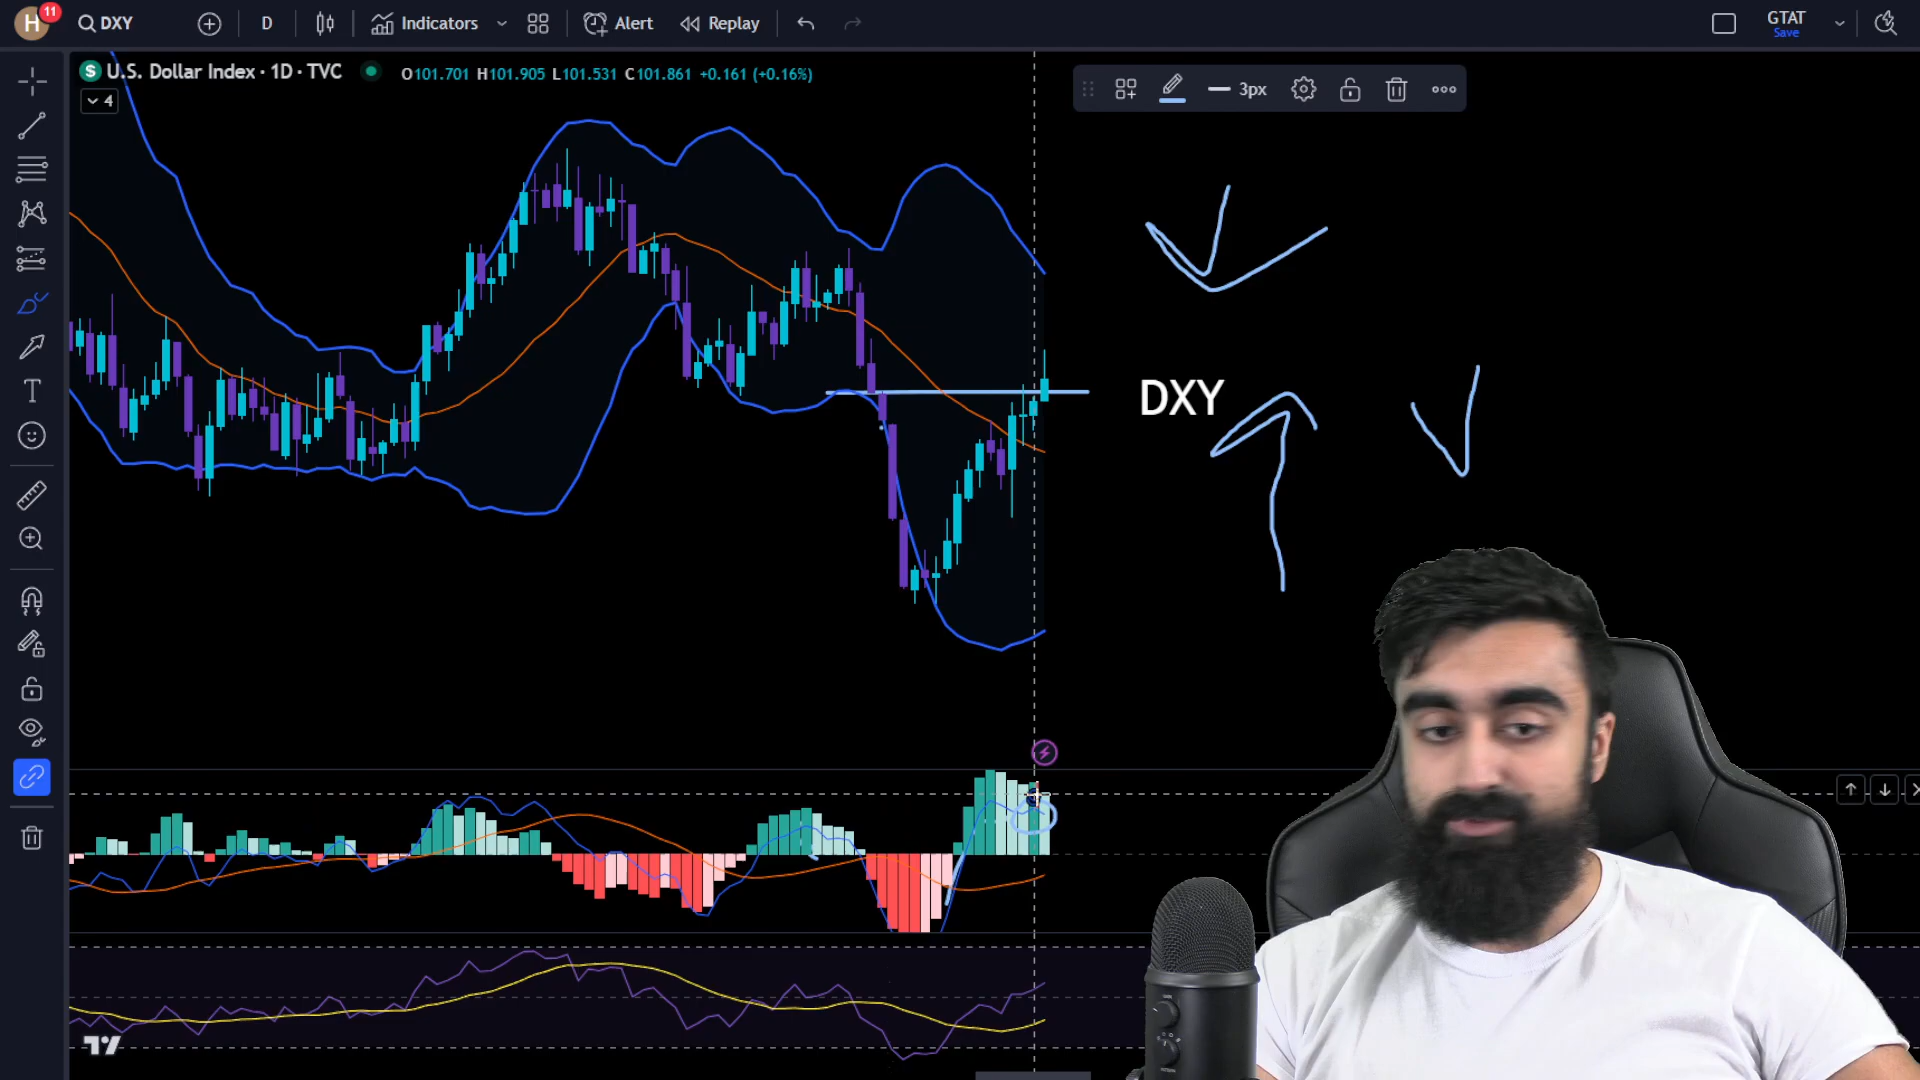 H 11 DXY D Indicators Alert Replay GTAT
Save
U.S. Dollar Index · 1D · TVC O101.701 H101.905 L101.531 C101.861 +0.161 (+0.16%)
4
3px
T
DXY